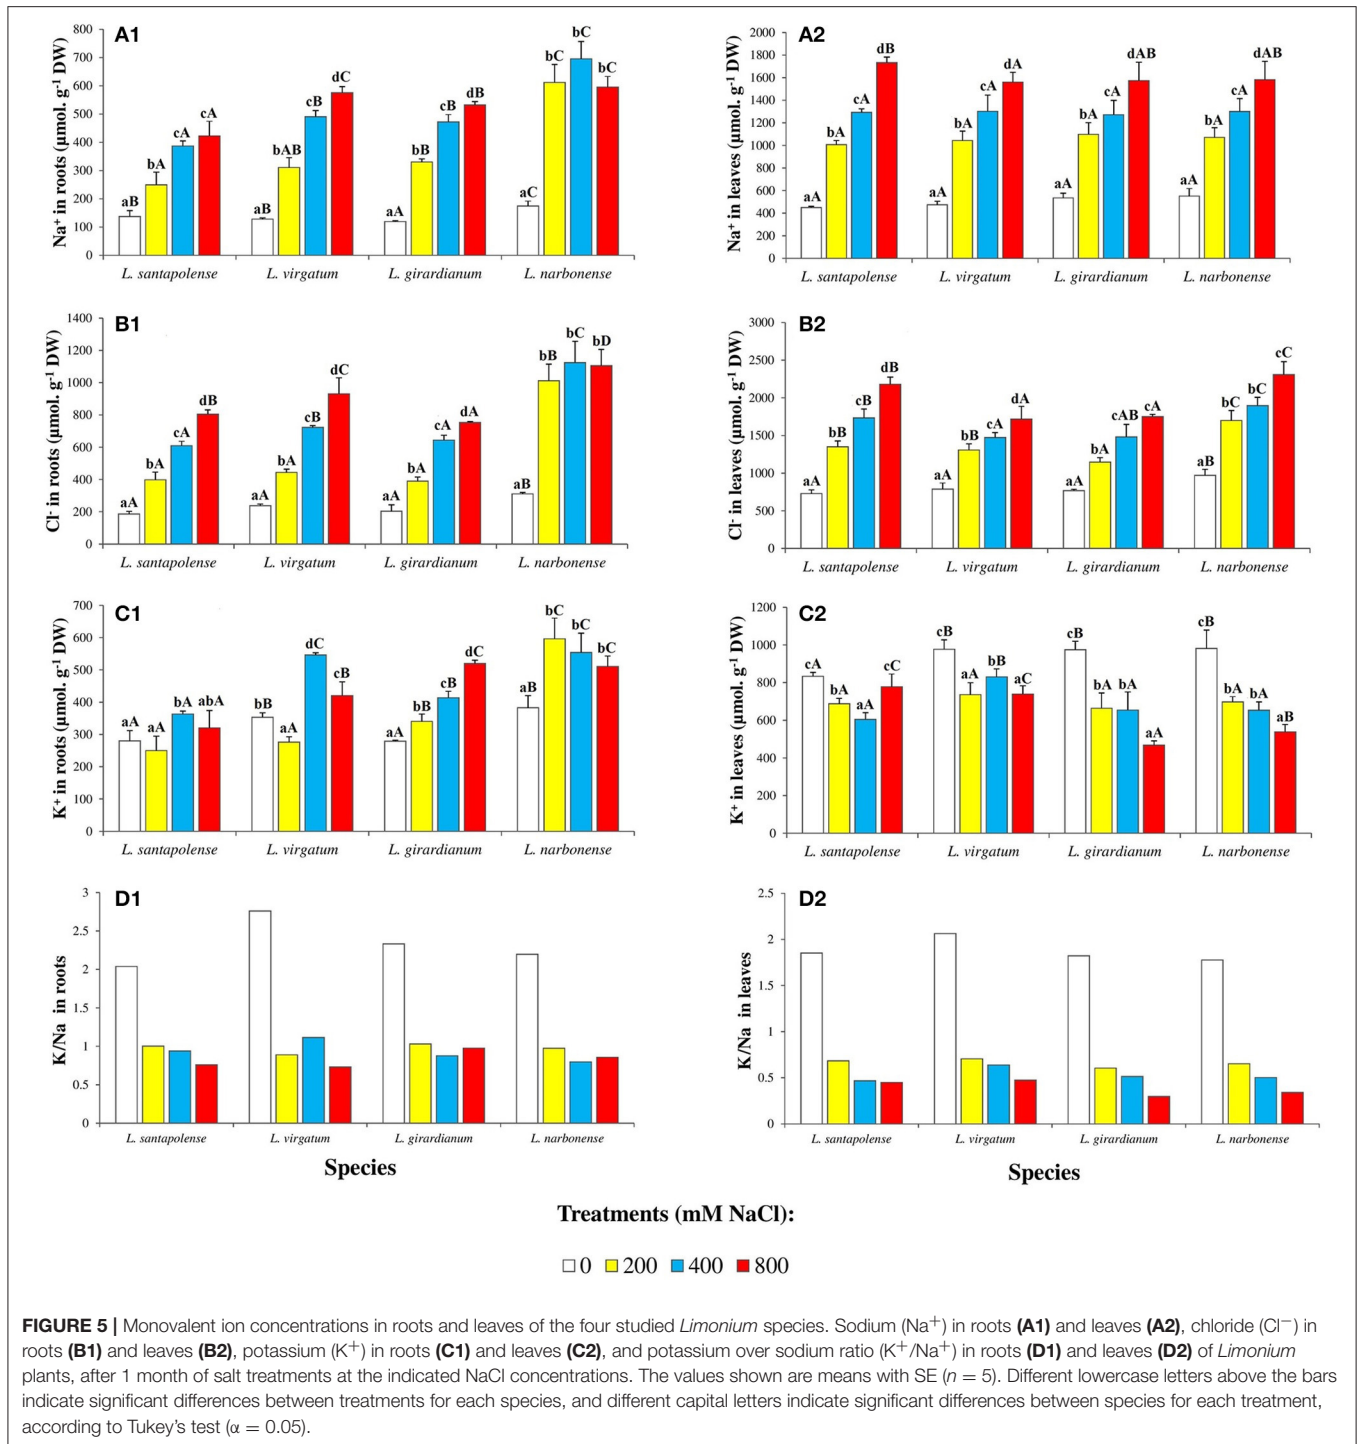 A1
Na⁺ in roots (μmol. g⁻¹ DW)
800
700
600
500
400
300
200
100
0
aB
bA
cA
cA
aB
bAB
cB
dC
aA
bB
cB
dB
aC
bC
bC
bC
L. santapolense
L. virgatum
L. girardianum
L. narbonense
A2
Na⁺ in leaves (μmol. g⁻¹ DW)
2000
1800
1600
1400
1200
1000
800
600
400
200
0
aA
bA
cA
dB
aA
bA
cA
dA
aA
bA
cA
dAB
aA
bA
cA
dAB
L. santapolense
L. virgatum
L. girardianum
L. narbonense
B1
Cl⁻ in roots (μmol. g⁻¹ DW)
1400
1200
1000
800
600
400
200
0
aA
bA
cA
dB
aA
bA
cB
dC
aA
bA
cA
dA
aB
bB
bC
bD
L. santapolense
L. virgatum
L. girardianum
L. narbonense
B2
Cl⁻ in leaves (μmol. g⁻¹ DW)
3000
2500
2000
1500
1000
500
0
aA
bB
cB
dB
aA
bB
cA
dA
aA
bA
cAB
cA
aB
bC
bC
cC
L. santapolense
L. virgatum
L. girardianum
L. narbonense
C1
K⁺ in roots (μmol. g⁻¹ DW)
700
600
500
400
300
200
100
0
aA
aA
bA
abA
bB
aA
dC
cB
aA
bB
cB
dC
aB
bC
bC
bC
L. santapolense
L. virgatum
L. girardianum
L. narbonense
C2
K⁺ in leaves (μmol. g⁻¹ DW)
1200
1000
800
600
400
200
0
cA
bA
aA
cC
cB
aA
bB
aC
cB
bA
bA
aA
cB
bA
bA
aB
L. santapolense
L. virgatum
L. girardianum
L. narbonense
D1
K/Na in roots
3
2.5
2
1.5
1
0.5
0
L. santapolense
L. virgatum
L. girardianum
L. narbonense
Species
D2
K/Na in leaves
2.5
2
1.5
1
0.5
0
L. santapolense
L. virgatum
L. girardianum
L. narbonense
Species
Treatments (mM NaCl):
0 200 400 800
FIGURE 5 | Monovalent ion concentrations in roots and leaves of the four studied Limonium species. Sodium (Na⁺) in roots (A1) and leaves (A2), chloride (Cl⁻) in
roots (B1) and leaves (B2), potassium (K⁺) in roots (C1) and leaves (C2), and potassium over sodium ratio (K⁺/Na⁺) in roots (D1) and leaves (D2) of Limonium
plants, after 1 month of salt treatments at the indicated NaCl concentrations. The values shown are means with SE (n = 5). Different lowercase letters above the bars
indicate significant differences between treatments for each species, and different capital letters indicate significant differences between species for each treatment,
according to Tukey's test (α = 0.05).